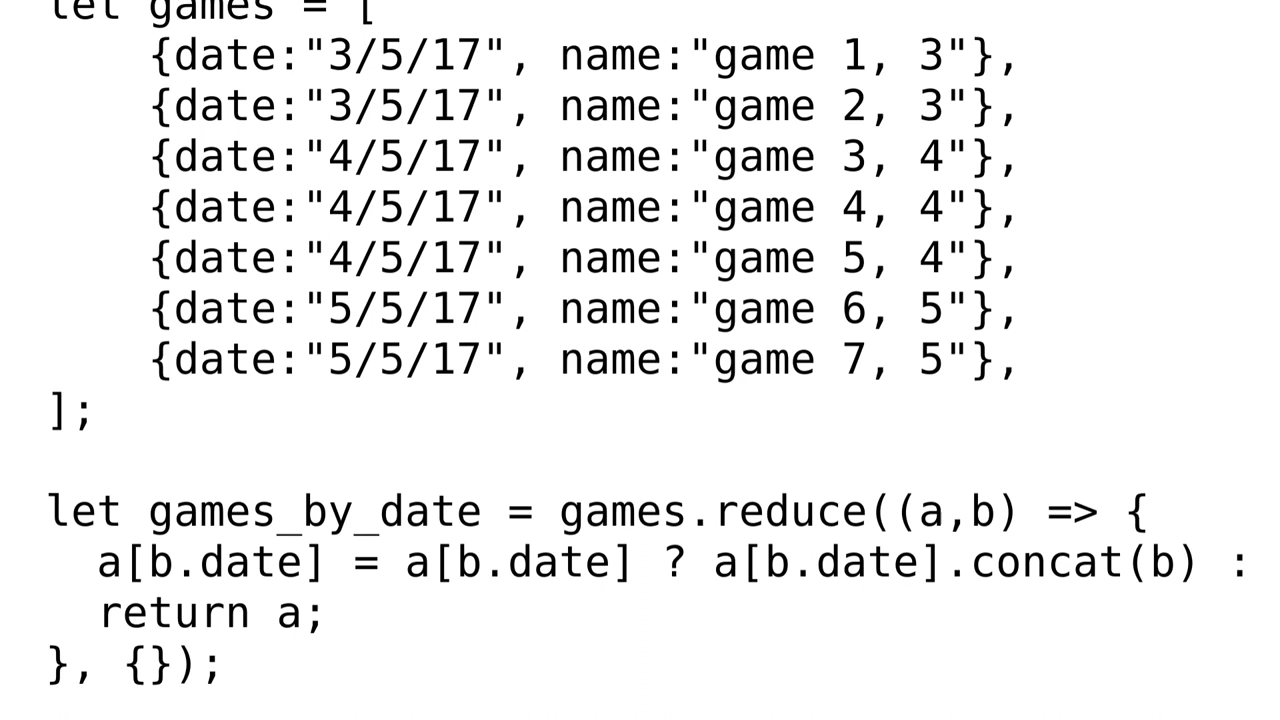 let games = [
    {date:"3/5/17", name:"game 1, 3"},
    {date:"3/5/17", name:"game 2, 3"},
    {date:"4/5/17", name:"game 3, 4"},
    {date:"4/5/17", name:"game 4, 4"},
    {date:"4/5/17", name:"game 5, 4"},
    {date:"5/5/17", name:"game 6, 5"},
    {date:"5/5/17", name:"game 7, 5"},
];
let games_by_date = games.reduce((a,b) => {
  a[b.date] = a[b.date] ? a[b.date].concat(b) :
  return a;
}, {});